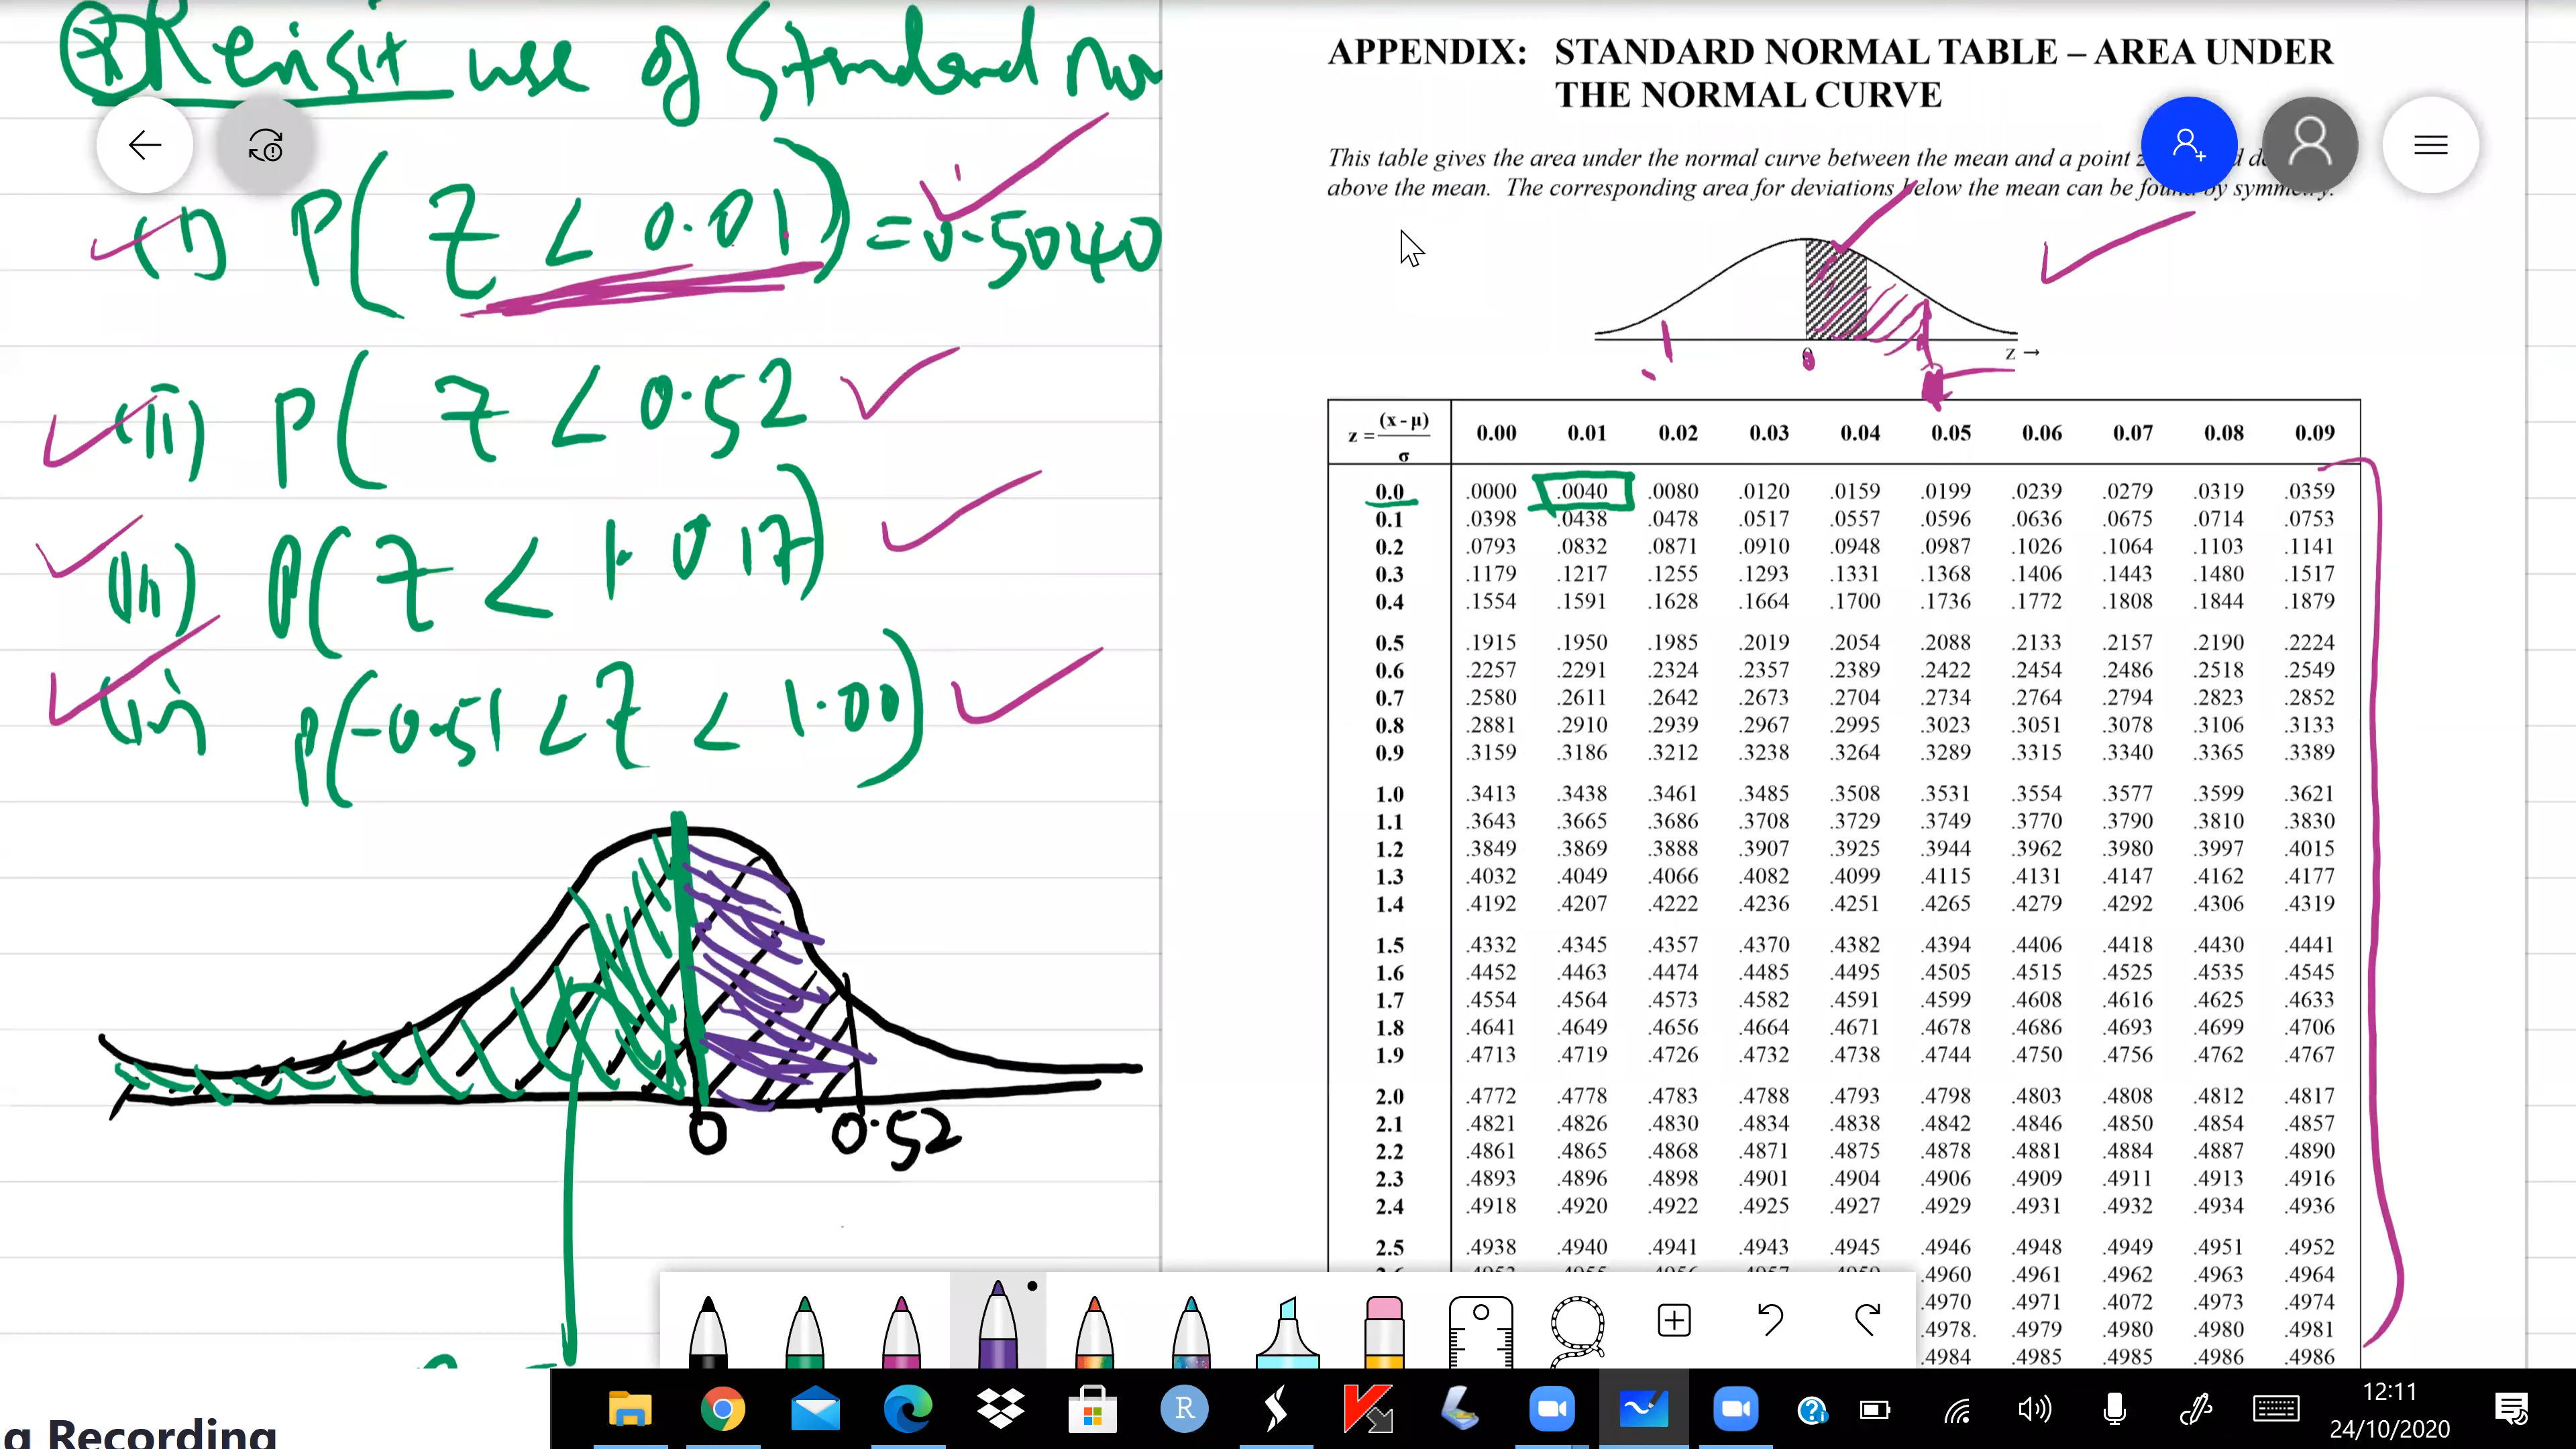 Revisit use of Standard No
(i) P( Z < 0.01) = 0.5040
(ii) P( Z < 0.52
P( Z < 1.017)
P(-0.51 < Z < 1.00)
0 0.52
g Recording
APPENDIX: STANDARD NORMAL TABLE – AREA UNDER
THE NORMAL CURVE
This table gives the area under the normal curve between the mean and a point z
above the mean. The corresponding area for deviations below the mean can be found by symmetry.
0 z →
z = (x - μ) / σ 0.00 0.01 0.02 0.03 0.04 0.05 0.06 0.07 0.08 0.09
0.0 .0000 .0040 .0080 .0120 .0159 .0199 .0239 .0279 .0319 .0359
0.1 .0398 .0438 .0478 .0517 .0557 .0596 .0636 .0675 .0714 .0753
0.2 .0793 .0832 .0871 .0910 .0948 .0987 .1026 .1064 .1103 .1141
0.3 .1179 .1217 .1255 .1293 .1331 .1368 .1406 .1443 .1480 .1517
0.4 .1554 .1591 .1628 .1664 .1700 .1736 .1772 .1808 .1844 .1879
0.5 .1915 .1950 .1985 .2019 .2054 .2088 .2133 .2157 .2190 .2224
0.6 .2257 .2291 .2324 .2357 .2389 .2422 .2454 .2486 .2518 .2549
0.7 .2580 .2611 .2642 .2673 .2704 .2734 .2764 .2794 .2823 .2852
0.8 .2881 .2910 .2939 .2967 .2995 .3023 .3051 .3078 .3106 .3133
0.9 .3159 .3186 .3212 .3238 .3264 .3289 .3315 .3340 .3365 .3389
1.0 .3413 .3438 .3461 .3485 .3508 .3531 .3554 .3577 .3599 .3621
1.1 .3643 .3665 .3686 .3708 .3729 .3749 .3770 .3790 .3810 .3830
1.2 .3849 .3869 .3888 .3907 .3925 .3944 .3962 .3980 .3997 .4015
1.3 .4032 .4049 .4066 .4082 .4099 .4115 .4131 .4147 .4162 .4177
1.4 .4192 .4207 .4222 .4236 .4251 .4265 .4279 .4292 .4306 .4319
1.5 .4332 .4345 .4357 .4370 .4382 .4394 .4406 .4418 .4430 .4441
1.6 .4452 .4463 .4474 .4485 .4495 .4505 .4515 .4525 .4535 .4545
1.7 .4554 .4564 .4573 .4582 .4591 .4599 .4608 .4616 .4625 .4633
1.8 .4641 .4649 .4656 .4664 .4671 .4678 .4686 .4693 .4699 .4706
1.9 .4713 .4719 .4726 .4732 .4738 .4744 .4750 .4756 .4762 .4767
2.0 .4772 .4778 .4783 .4788 .4793 .4798 .4803 .4808 .4812 .4817
2.1 .4821 .4826 .4830 .4834 .4838 .4842 .4846 .4850 .4854 .4857
2.2 .4861 .4865 .4868 .4871 .4875 .4878 .4881 .4884 .4887 .4890
2.3 .4893 .4896 .4898 .4901 .4904 .4906 .4909 .4911 .4913 .4916
2.4 .4918 .4920 .4922 .4925 .4927 .4929 .4931 .4932 .4934 .4936
2.5 .4938 .4940 .4941 .4943 .4945 .4946 .4948 .4949 .4951 .4952
.4960 .4961 .4962 .4963 .4964
.4970 .4971 .4072 .4973 .4974
.4978. .4979 .4980 .4980 .4981
.4984 .4985 .4985 .4986 .4986
12:11
24/10/2020